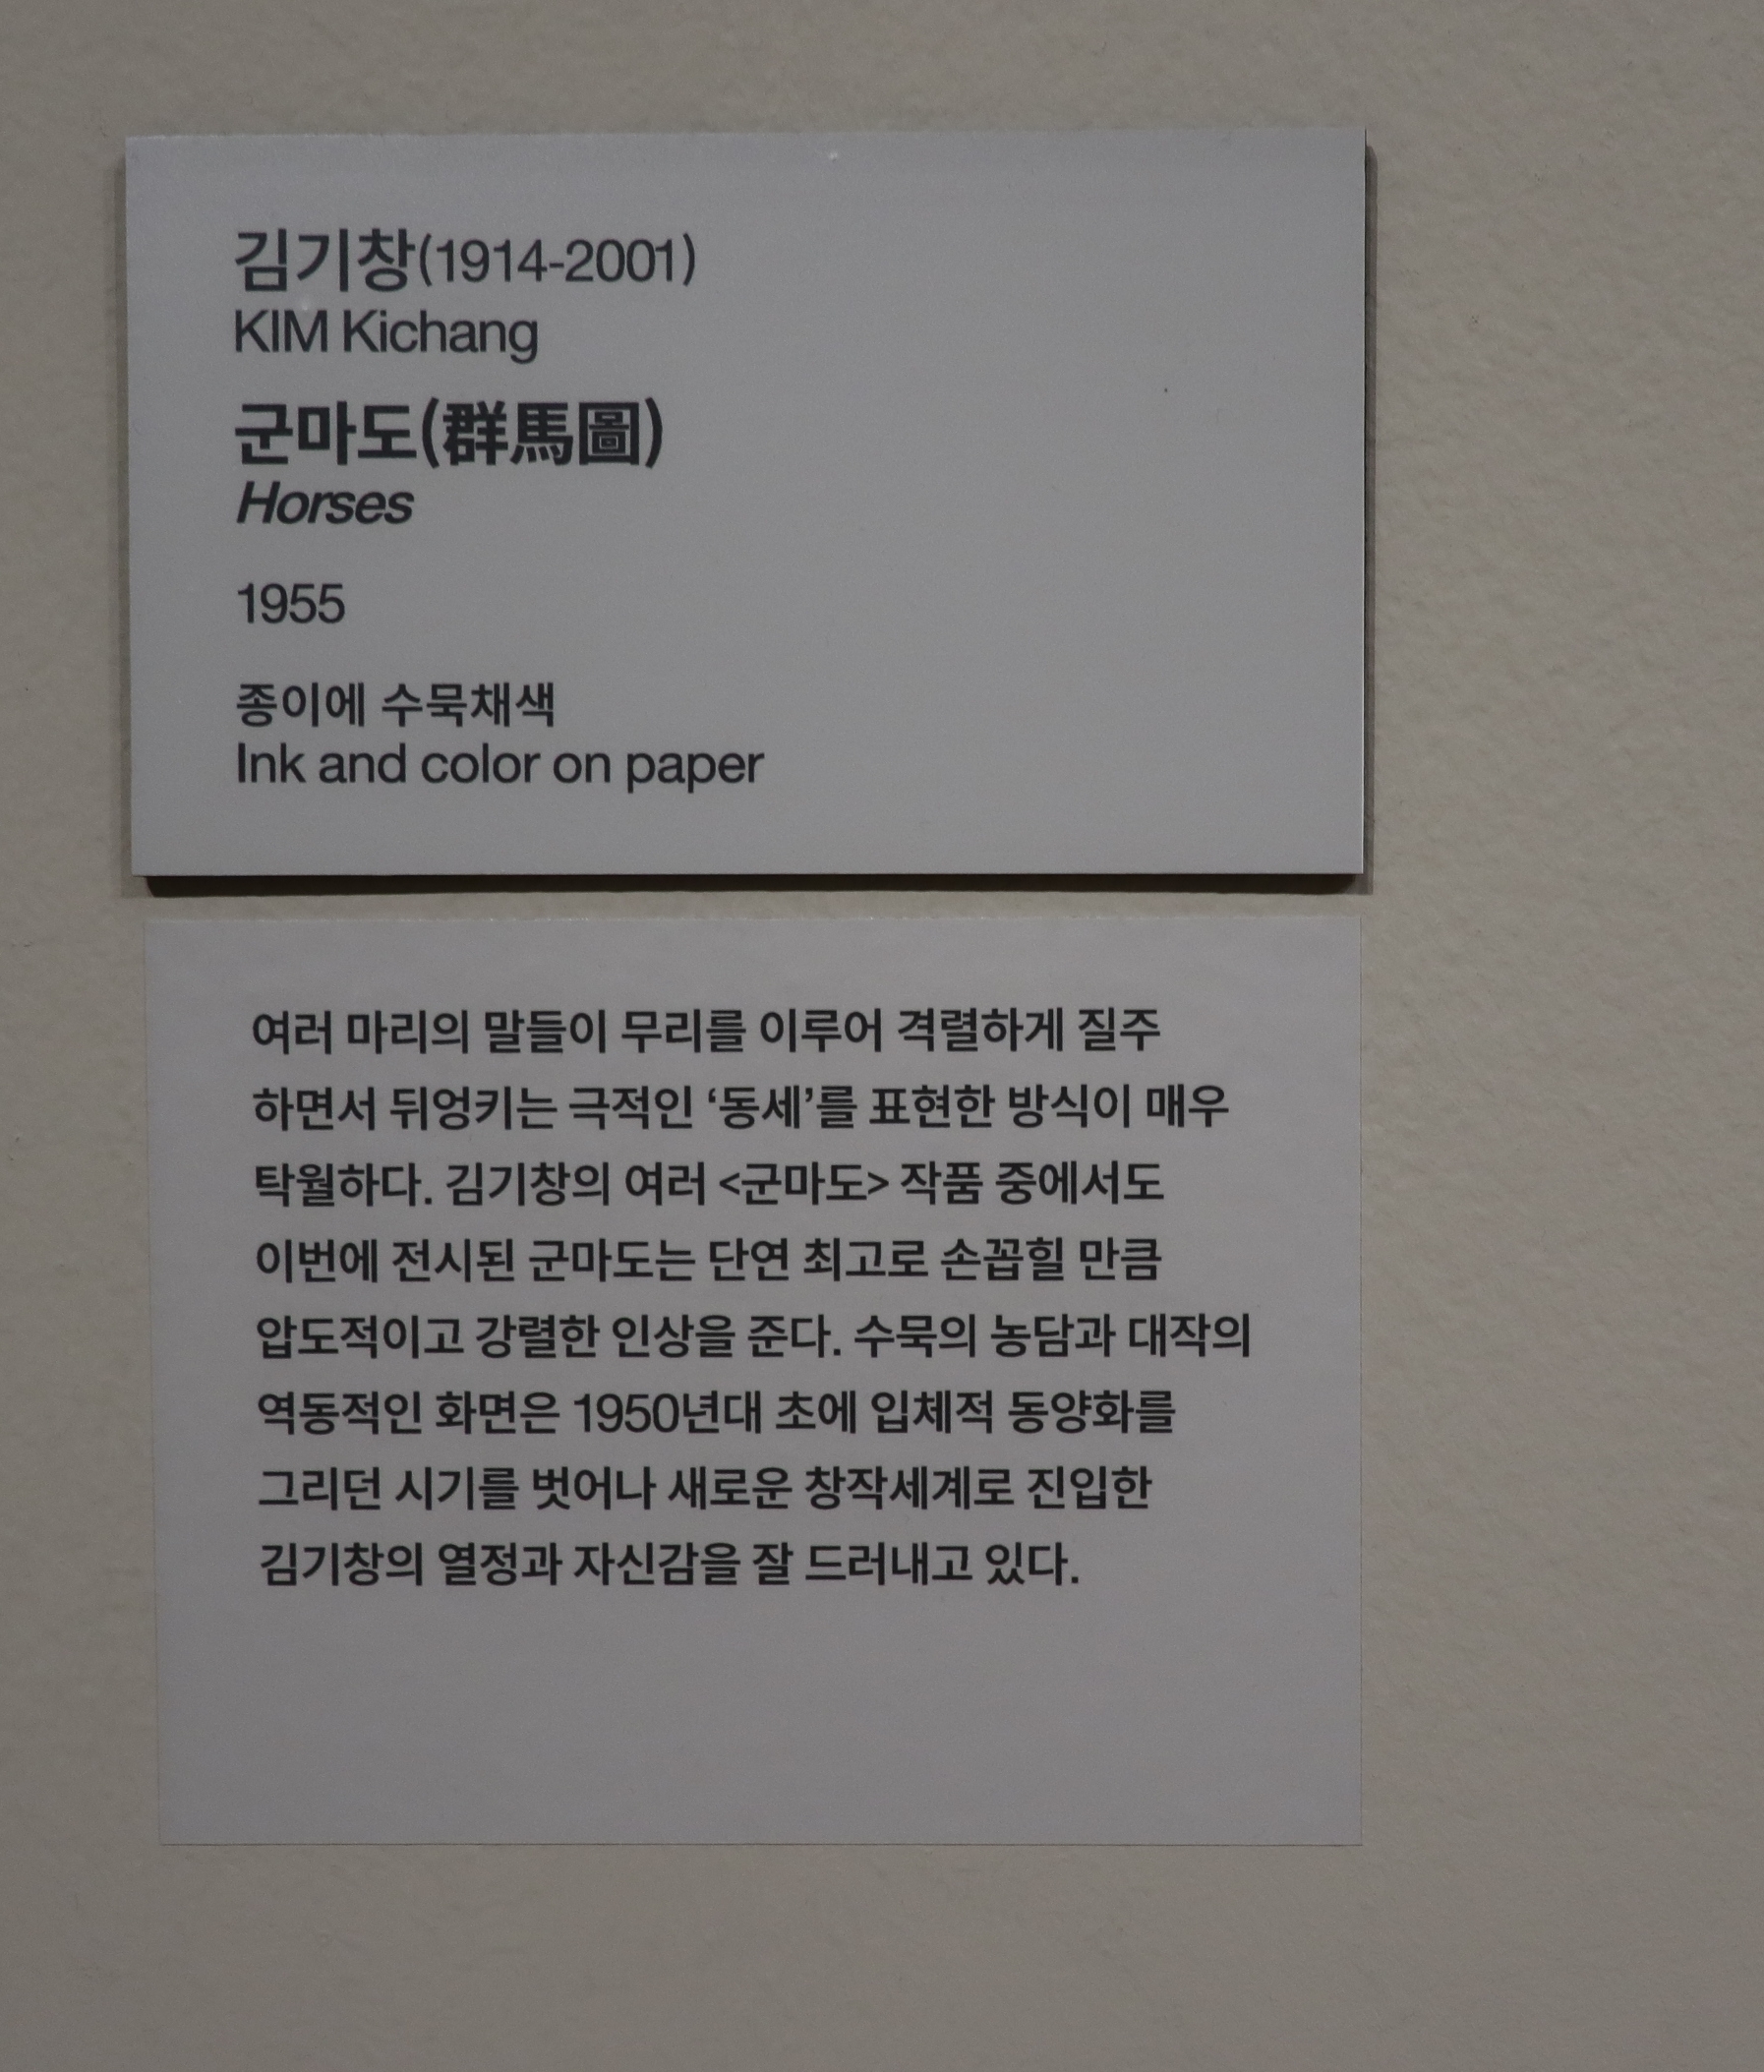 김기창(1914-2001)
KIM Kichang
군마도(群馬圖)
Horses
1955
종이에 수묵채색
Ink and color on paper
여러 마리의 말들이 무리를 이루어 격렬하게 질주
하면서 뒤엉키는 극적인 ‘동세’를 표현한 방식이 매우
탁월하다. 김기창의 여러 <군마도> 작품 중에서도
이번에 전시된 군마도는 단연 최고로 손꼽힐 만큼
압도적이고 강렬한 인상을 준다. 수묵의 농담과 대작의
역동적인 화면은 1950년대 초에 입체적 동양화를
그리던 시기를 벗어나 새로운 창작세계로 진입한
김기창의 열정과 자신감을 잘 드러내고 있다.